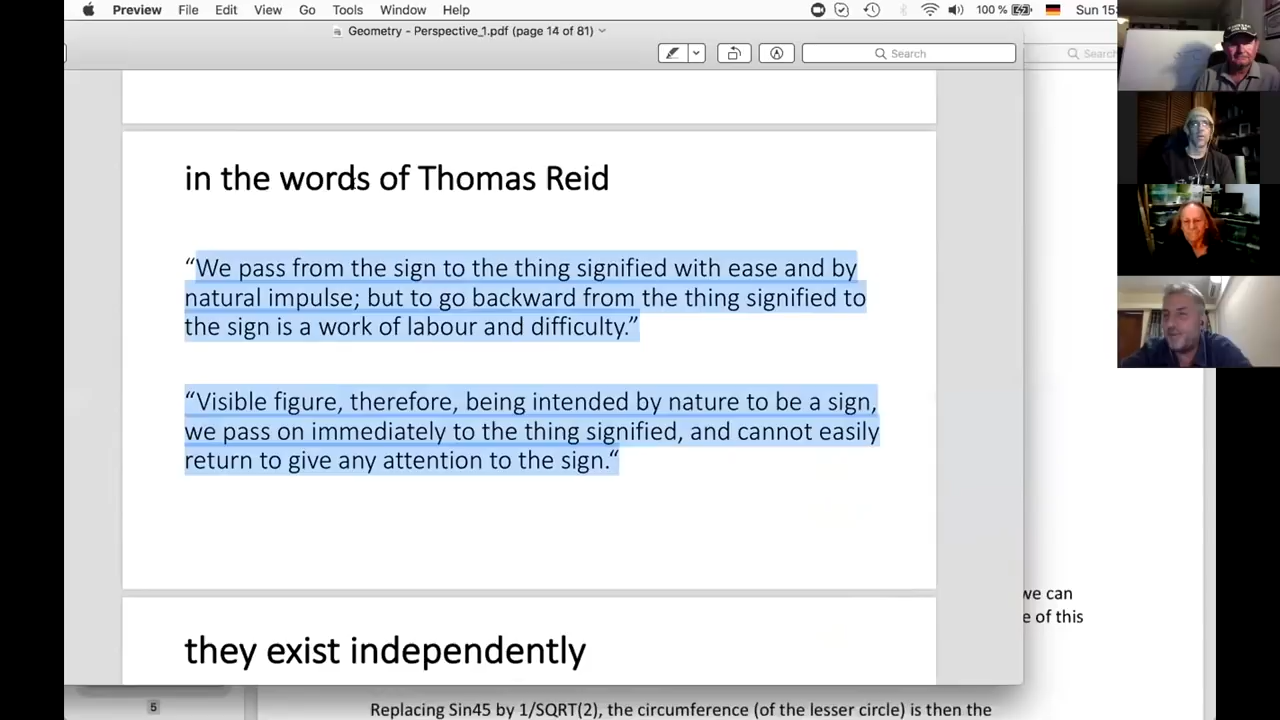 Preview File Edit View Go Tools Window Help 100 % Sun 15:
Geometry - Perspective_1.pdf (page 14 of 81)
Search
Search
in the words of Thomas Reid
“We pass from the sign to the thing signified with ease and by
natural impulse; but to go backward from the thing signified to
the sign is a work of labour and difficulty.”
“Visible figure, therefore, being intended by nature to be a sign,
we pass on immediately to the thing signified, and cannot easily
return to give any attention to the sign.“
we can
e of this
they exist independently
5
Replacing Sin45 by 1/SQRT(2), the circumference (of the lesser circle) is then the